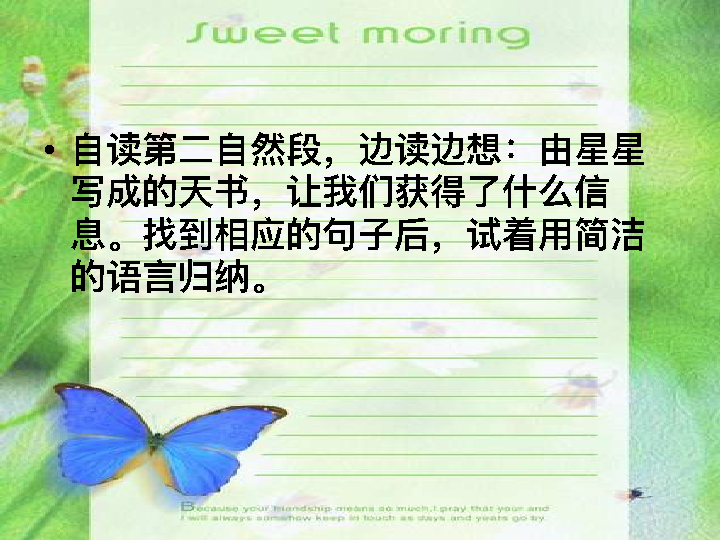 Sweet moring
• 自读第二自然段，边读边想：由星星
写成的天书，让我们获得了什么信
息。找到相应的句子后，试着用简洁
的语言归纳。
Because your friendship means so much,I pray that your and
I will always somehow keep in touch as days and years go by.